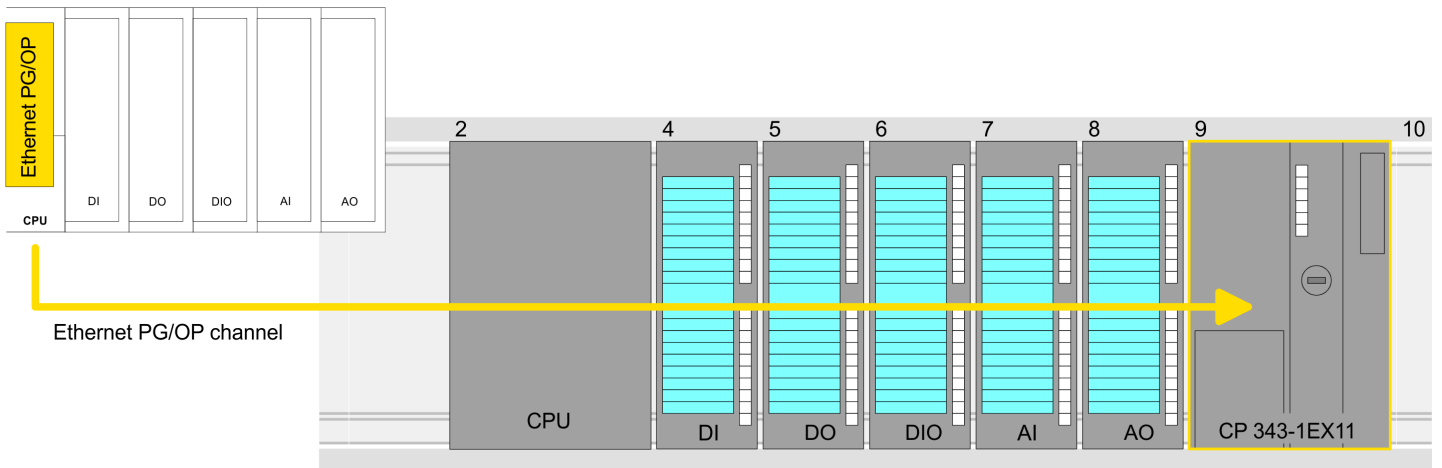 Ethernet PG/OP
DI DO DIO AI AO
CPU
2 4 5 6 7 8 9 10
Ethernet PG/OP channel
CPU
DI DO DIO AI AO
CP 343-1EX11